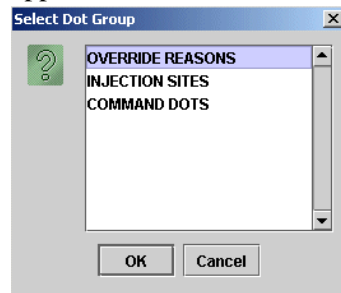 Select Dot Group
OVERRIDE REASONS
INJECTION SITES
COMMAND DOTS
OK Cancel